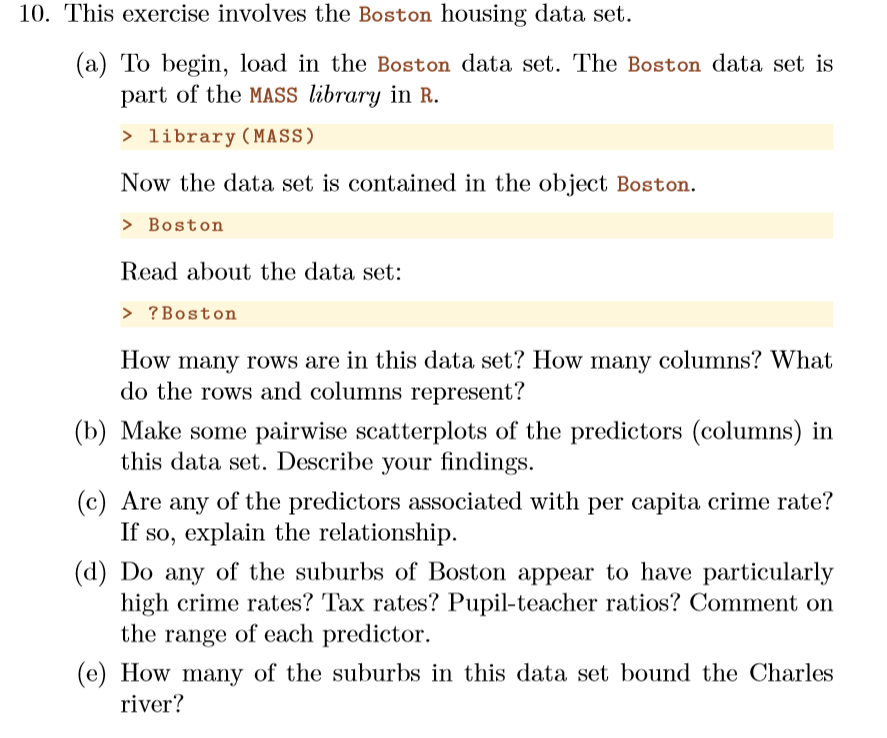 10. This exercise involves the Boston housing data set.
(a) To begin, load in the Boston data set. The Boston data set is
part of the MASS library in R.
> library(MASS)
Now the data set is contained in the object Boston.
> Boston
Read about the data set:
> ?Boston
How many rows are in this data set? How many columns? What
do the rows and columns represent?
(b) Make some pairwise scatterplots of the predictors (columns) in
this data set. Describe your findings.
(c) Are any of the predictors associated with per capita crime rate?
If so, explain the relationship.
(d) Do any of the suburbs of Boston appear to have particularly
high crime rates? Tax rates? Pupil-teacher ratios? Comment on
the range of each predictor.
(e) How many of the suburbs in this data set bound the Charles
river?